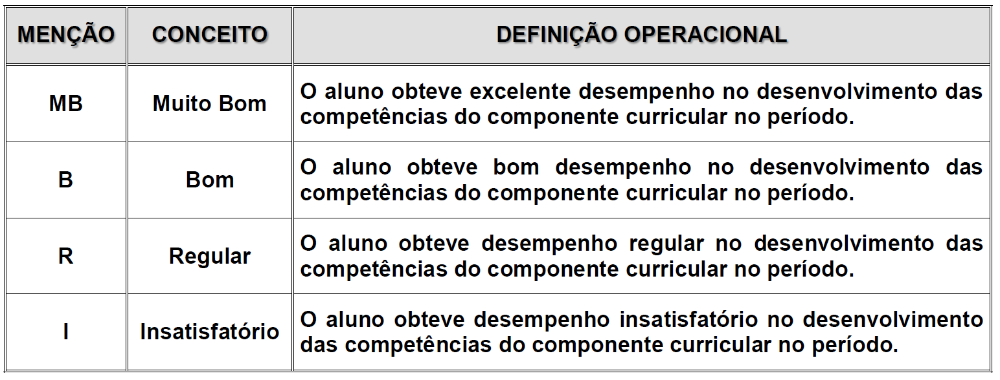 MENÇÃO CONCEITO DEFINIÇÃO OPERACIONAL
MB Muito Bom O aluno obteve excelente desempenho no desenvolvimento das
competências do componente curricular no período.
B Bom O aluno obteve bom desempenho no desenvolvimento das
competências do componente curricular no período.
R Regular O aluno obteve desempenho regular no desenvolvimento das
competências do componente curricular no período.
I Insatisfatório O aluno obteve desempenho insatisfatório no desenvolvimento
das competências do componente curricular no período.